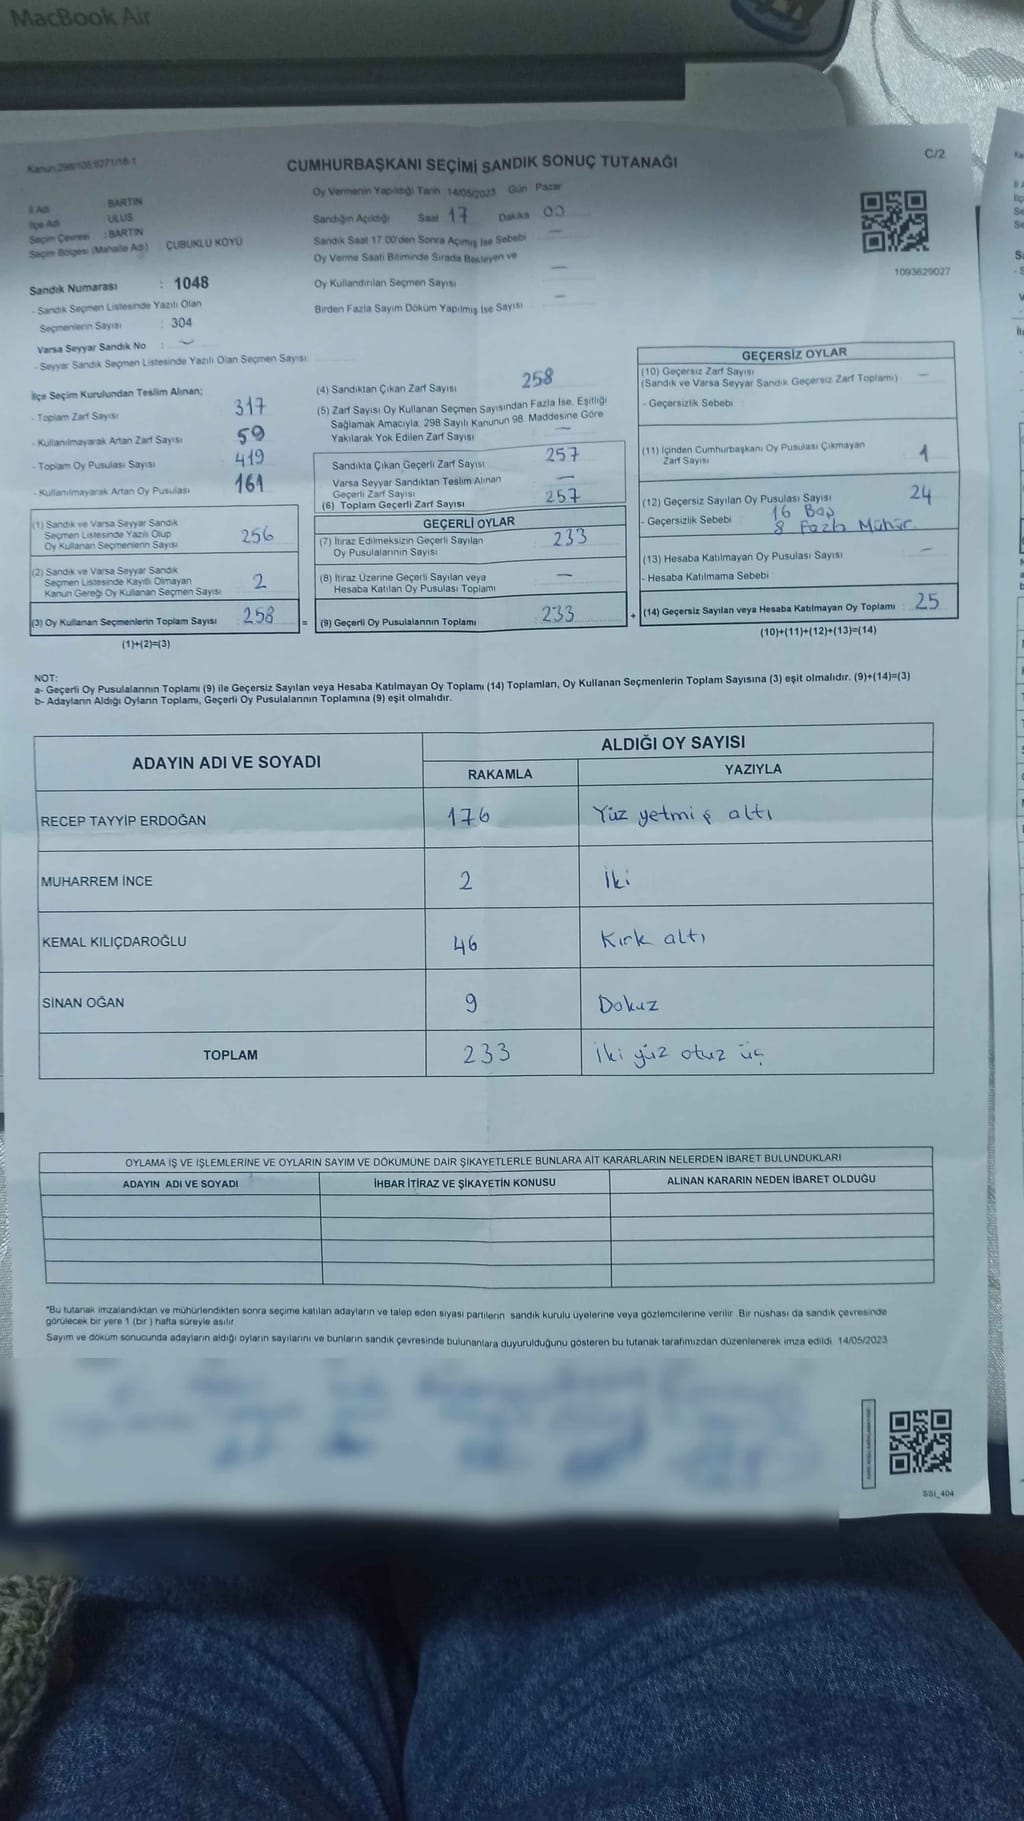 MacBook Air
Kanun:298/105;6271/18-1
C/2
CUMHURBAŞKANI SEÇİMİ SANDIK SONUÇ TUTANAĞI
İl Adı : BARTIN
İlçe Adı : ULUS
Seçim Çevresi : BARTIN
Seçim Bölgesi (Mahalle Adı) ÇUBUKLU KÖYÜ
Sandık Numarası : 1048
- Sandık Seçmen Listesinde Yazılı Olan
Seçmenlerin Sayısı : 304
Varsa Seyyar Sandık No :
- Seyyar Sandık Seçmen Listesinde Yazılı Olan Seçmen Sayısı:
Oy Vermenin Yapıldığı Tarih 14/05/2023 Gün Pazar
Sandığın Açıldığı Saat 17 Dakika 00
Sandık Saat 17:00'den Sonra Açımış İse Sebebi —
Oy Verme Saati Bitiminde Sırada Bekleyen ve
Oy Kullandırılan Seçmen Sayısı —
Birden Fazla Sayım Döküm Yapılmış İse Sayısı —
1093629027
İlçe Seçim Kurulundan Teslim Alınan;
- Toplam Zarf Sayısı 317
- Kullanılmayarak Artan Zarf Sayısı 59
- Toplam Oy Pusulası Sayısı 419
- Kullanılmayarak Artan Oy Pusulası 161
(1) Sandık ve Varsa Seyyar Sandık
Seçmen Listesinde Yazılı Olup
Oy Kullanan Seçmenlerin Sayısı 256
(2) Sandık ve Varsa Seyyar Sandık
Seçmen Listesinde Kayıtlı Olmayan
Kanun Gereği Oy Kullanan Seçmen Sayısı 2
(3) Oy Kullanan Seçmenlerin Toplam Sayısı 258 =
(1)+(2)=(3)
(4) Sandıktan Çıkan Zarf Sayısı 258
(5) Zarf Sayısı Oy Kullanan Seçmen Sayısından Fazla İse, Eşitliği
Sağlamak Amacıyla, 298 Sayılı Kanunun 98. Maddesine Göre
Yakılarak Yok Edilen Zarf Sayısı —
Sandıkta Çıkan Geçerli Zarf Sayısı 257
Varsa Seyyar Sandıktan Teslim Alınan
Geçerli Zarf Sayısı —
(6) Toplam Geçerli Zarf Sayısı 257
GEÇERLİ OYLAR
(7) İtiraz Edilmeksizin Geçerli Sayılan
Oy Pusulalarının Sayısı 233
(8) İtiraz Üzerine Geçerli Sayılan veya
Hesaba Katılan Oy Pusulası Toplamı —
(9) Geçerli Oy Pusulalarının Toplamı 233 +
GEÇERSİZ OYLAR
(10) Geçersiz Zarf Sayısı
(Sandık ve Varsa Seyyar Sandık Geçersiz Zarf Toplamı) —
- Geçersizlik Sebebi :
(11) İçinden Cumhurbaşkanı Oy Pusulası Çıkmayan
Zarf Sayısı 1
(12) Geçersiz Sayılan Oy Pusulası Sayısı 24
- Geçersizlik Sebebi 16 Boş
8 Fazla Mühür
(13) Hesaba Katılmayan Oy Pusulası Sayısı —
- Hesaba Katılmama Sebebi
(14) Geçersiz Sayılan veya Hesaba Katılmayan Oy Toplamı 25
(10)+(11)+(12)+(13)=(14)
NOT:
a- Geçerli Oy Pusulalarının Toplamı (9) ile Geçersiz Sayılan veya Hesaba Katılmayan Oy Toplamı (14) Toplamları, Oy Kullanan Seçmenlerin Toplam Sayısına (3) eşit olmalıdır. (9)+(14)=(3)
b- Adayların Aldığı Oyların Toplamı, Geçerli Oy Pusulalarının Toplamına (9) eşit olmalıdır.
ADAYIN ADI VE SOYADI
ALDIĞI OY SAYISI
RAKAMLA YAZIYLA
RECEP TAYYİP ERDOĞAN 176 Yüz yetmiş altı
MUHARREM İNCE 2 İki
KEMAL KILIÇDAROĞLU 46 Kırk altı
SİNAN OĞAN 9 Dokuz
TOPLAM 233 İki yüz otuz üç
OYLAMA İŞ VE İŞLEMLERİNE VE OYLARIN SAYIM VE DÖKÜMÜNE DAİR ŞİKAYETLERLE BUNLARA AİT KARARLARIN NELERDEN İBARET BULUNDUKLARI
ADAYIN ADI VE SOYADI İHBAR İTİRAZ VE ŞİKAYETİN KONUSU ALINAN KARARIN NEDEN İBARET OLDUĞU
*Bu tutanak imzalandıktan ve mühürlendikten sonra seçime katılan adayların ve talep eden siyasi partilerin sandık kurulu üyelerine veya gözlemcilerine verilir. Bir nüshası da sandık çevresinde
görülecek bir yere 1 (bir) hafta süreyle asılır.
Sayım ve döküm sonucunda adayların aldığı oyların sayılarını ve bunların sandık çevresinde bulunanlara duyurulduğunu gösteren bu tutanak tarafımızdan düzenlenerek imza edildi. 14/05/2023
SSI_404